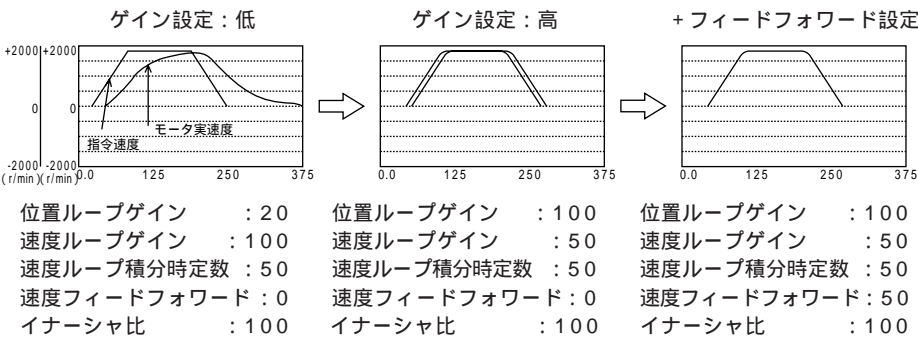 ゲイン設定：低
ゲイン設定：高
+フィードフォワード設定
+2000 +2000
0 0
-2000 -2000
(r/min)(r/min)
モータ実速度
指令速度
0.0 125 250 375
0.0 125 250 375
0.0 125 250 375
位置ループゲイン ：20
速度ループゲイン ：100
速度ループ積分時定数 ：50
速度フィードフォワード：0
イナーシャ比 ：100
位置ループゲイン ：100
速度ループゲイン ：50
速度ループ積分時定数 ：50
速度フィードフォワード：0
イナーシャ比 ：100
位置ループゲイン ：100
速度ループゲイン ：50
速度ループ積分時定数 ：50
速度フィードフォワード：50
イナーシャ比 ：100